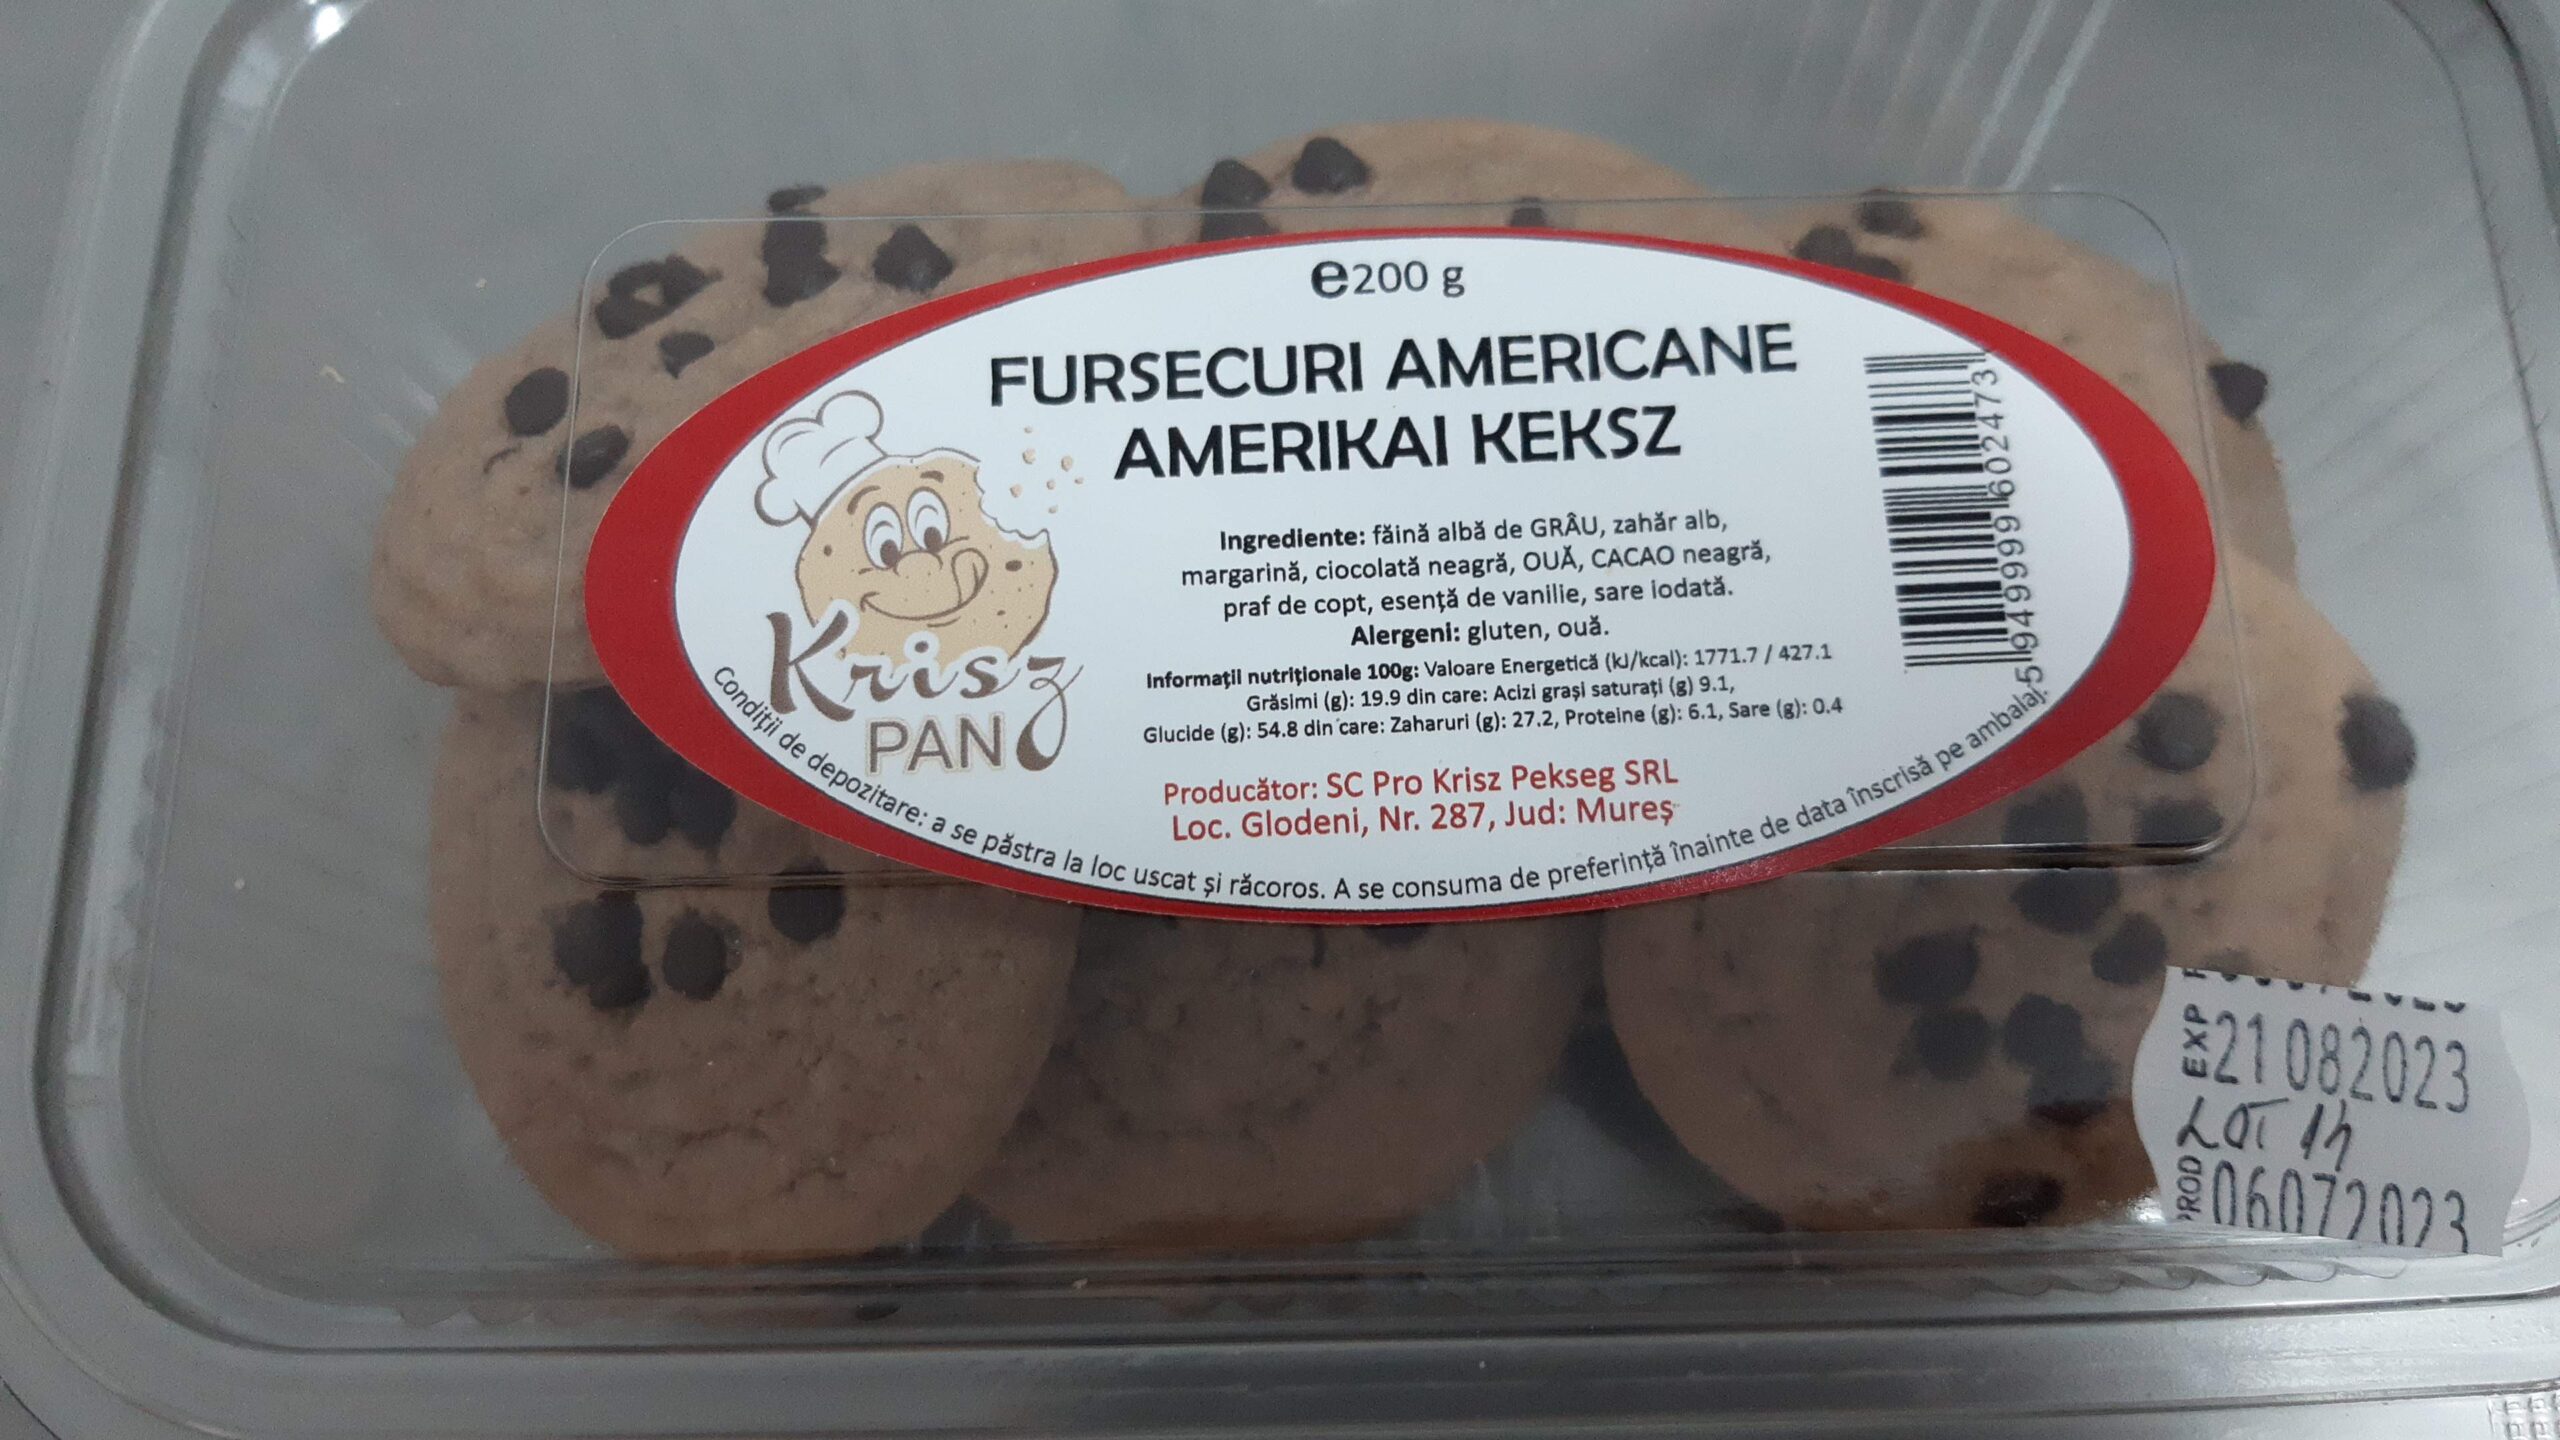 e200 g
FURSECURI AMERICANE
AMERIKAI KEKSZ
Ingrediente: făină albă de GRÂU, zahăr alb,
margarină, ciocolată neagră, OUĂ, CACAO neagră,
praf de copt, esență de vanilie, sare iodată.
Alergeni: gluten, ouă.
Informații nutriționale 100g: Valoare Energetică (kJ/kcal): 1771.7 / 427.1
Grăsimi (g): 19.9 din care: Acizi grași saturați (g) 9.1,
Glucide (g): 54.8 din care: Zaharuri (g): 27.2, Proteine (g): 6.1, Sare (g): 0.4
Producător: SC Pro Krisz Pekseg SRL
Loc. Glodeni, Nr. 287, Jud: Mureș
Condiții de depozitare: a se păstra la loc uscat și răcoros. A se consuma de preferință înainte de data înscrisă pe ambalaj.
Krisz
PAN
5949999602473
EXP 21 082023
LOT 14
PROD 06072023